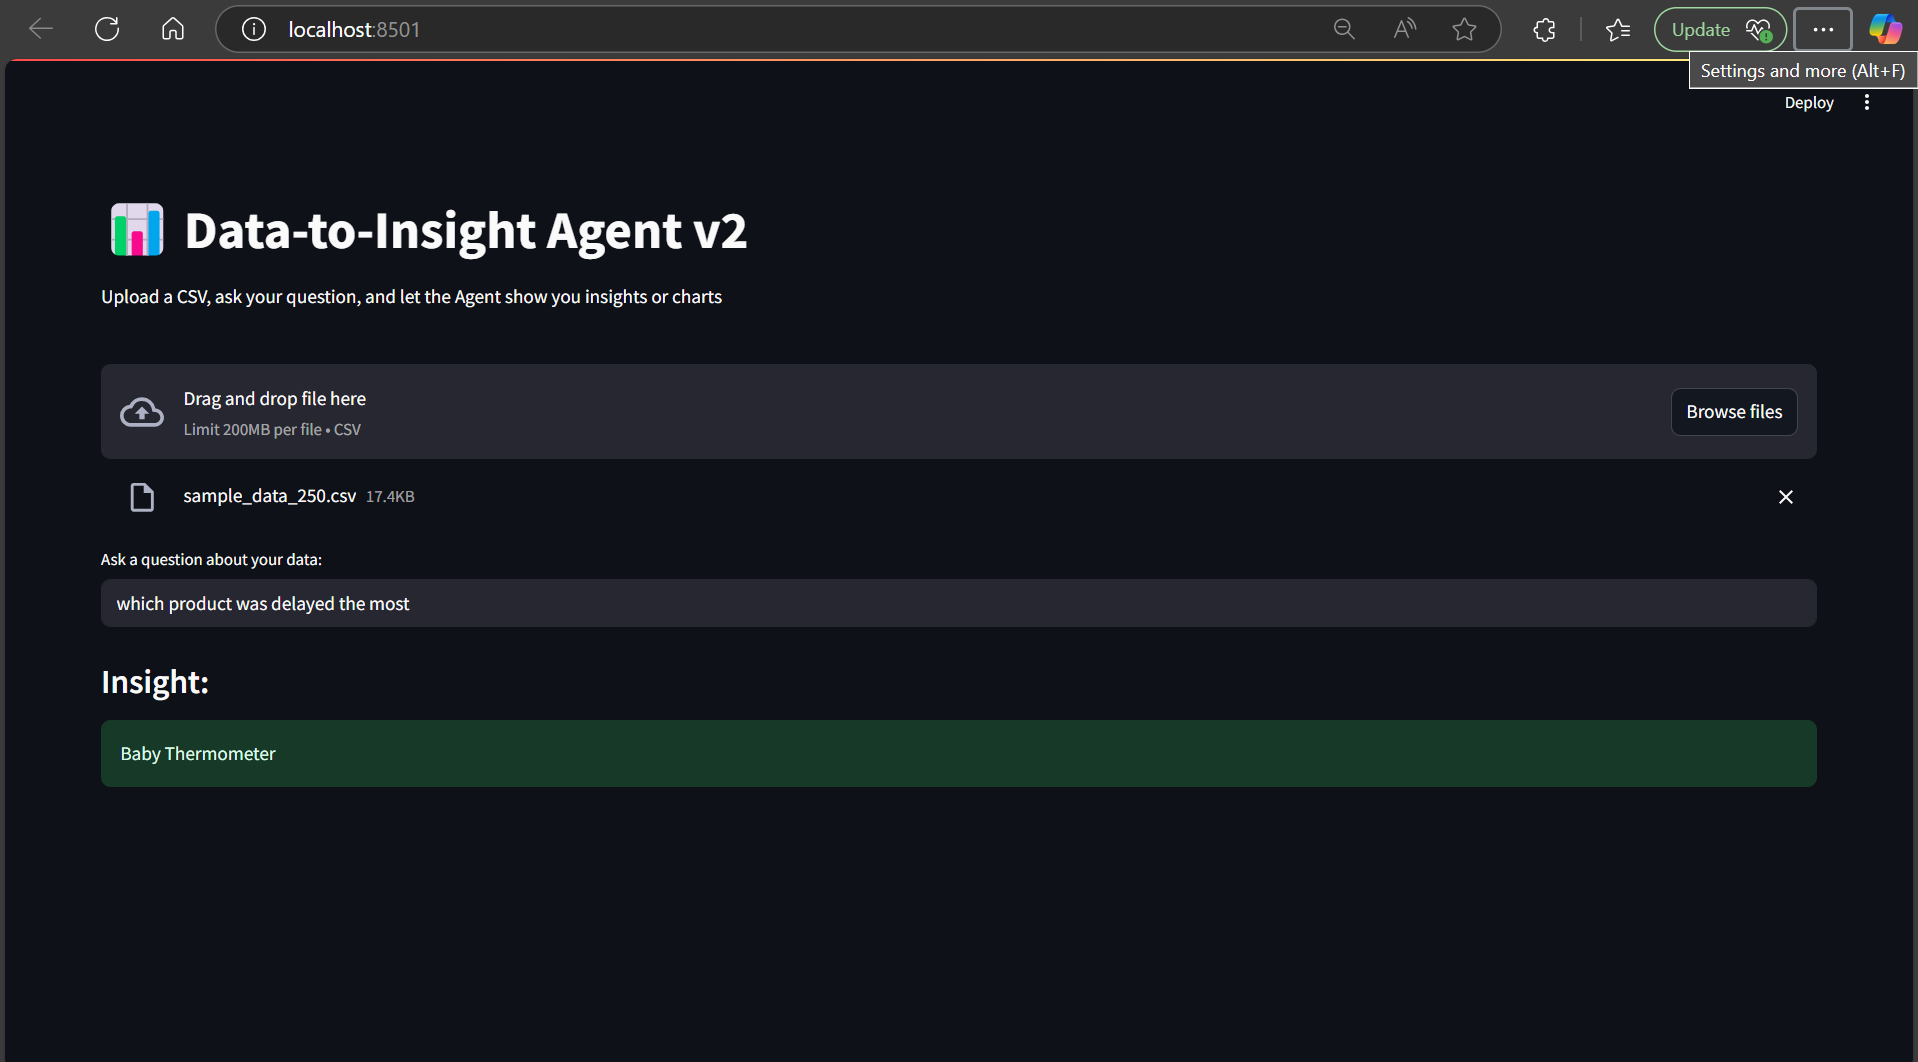 localhost:8501
Update
Settings and more (Alt+F)
Deploy
Data-to-Insight Agent v2
Upload a CSV, ask your question, and let the Agent show you insights or charts
Drag and drop file here
Limit 200MB per file • CSV
Browse files
sample_data_250.csv 17.4KB
Ask a question about your data:
which product was delayed the most
Insight:
Baby Thermometer